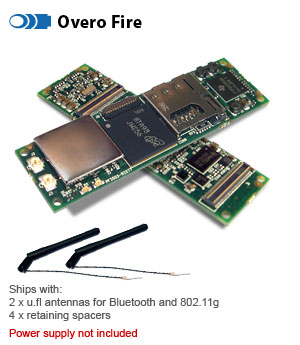 Overo Fire
Ships with:
2 x u.fl antennas for Bluetooth and 802.11g
4 x retaining spacers
Power supply not included